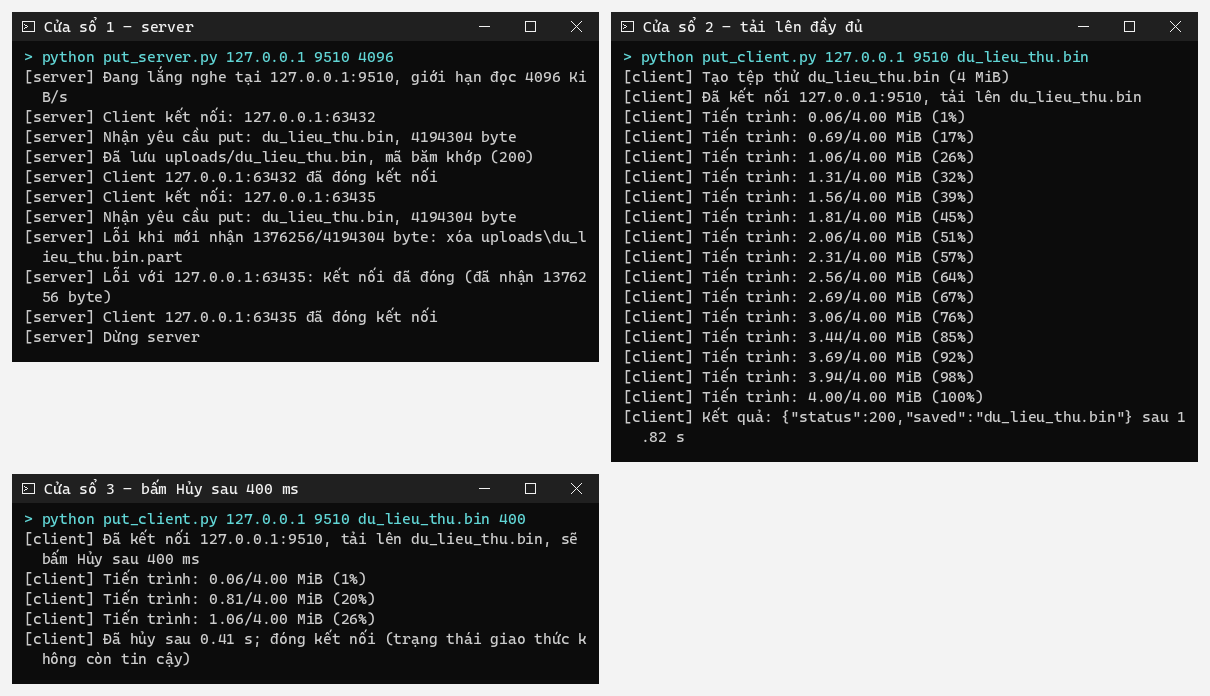 Cửa sổ 1 – server
> python put_server.py 127.0.0.1 9510 4096
[server] Đang lắng nghe tại 127.0.0.1:9510, giới hạn đọc 4096 Ki
B/s
[server] Client kết nối: 127.0.0.1:63432
[server] Nhận yêu cầu put: du_lieu_thu.bin, 4194304 byte
[server] Đã lưu uploads/du_lieu_thu.bin, mã băm khớp (200)
[server] Client 127.0.0.1:63432 đã đóng kết nối
[server] Client kết nối: 127.0.0.1:63435
[server] Nhận yêu cầu put: du_lieu_thu.bin, 4194304 byte
[server] Lỗi khi mới nhận 1376256/4194304 byte: xóa uploads\du_l
ieu_thu.bin.part
[server] Lỗi với 127.0.0.1:63435: Kết nối đã đóng (đã nhận 13762
56 byte)
[server] Client 127.0.0.1:63435 đã đóng kết nối
[server] Dừng server
Cửa sổ 2 – tải lên đầy đủ
> python put_client.py 127.0.0.1 9510 du_lieu_thu.bin
[client] Tạo tệp thử du_lieu_thu.bin (4 MiB)
[client] Đã kết nối 127.0.0.1:9510, tải lên du_lieu_thu.bin
[client] Tiến trình: 0.06/4.00 MiB (1%)
[client] Tiến trình: 0.69/4.00 MiB (17%)
[client] Tiến trình: 1.06/4.00 MiB (26%)
[client] Tiến trình: 1.31/4.00 MiB (32%)
[client] Tiến trình: 1.56/4.00 MiB (39%)
[client] Tiến trình: 1.81/4.00 MiB (45%)
[client] Tiến trình: 2.06/4.00 MiB (51%)
[client] Tiến trình: 2.31/4.00 MiB (57%)
[client] Tiến trình: 2.56/4.00 MiB (64%)
[client] Tiến trình: 2.69/4.00 MiB (67%)
[client] Tiến trình: 3.06/4.00 MiB (76%)
[client] Tiến trình: 3.44/4.00 MiB (85%)
[client] Tiến trình: 3.69/4.00 MiB (92%)
[client] Tiến trình: 3.94/4.00 MiB (98%)
[client] Tiến trình: 4.00/4.00 MiB (100%)
[client] Kết quả: {"status":200,"saved":"du_lieu_thu.bin"} sau 1
.82 s
Cửa sổ 3 – bấm Hủy sau 400 ms
> python put_client.py 127.0.0.1 9510 du_lieu_thu.bin 400
[client] Đã kết nối 127.0.0.1:9510, tải lên du_lieu_thu.bin, sẽ
bấm Hủy sau 400 ms
[client] Tiến trình: 0.06/4.00 MiB (1%)
[client] Tiến trình: 0.81/4.00 MiB (20%)
[client] Tiến trình: 1.06/4.00 MiB (26%)
[client] Đã hủy sau 0.41 s; đóng kết nối (trạng thái giao thức k
hông còn tin cậy)